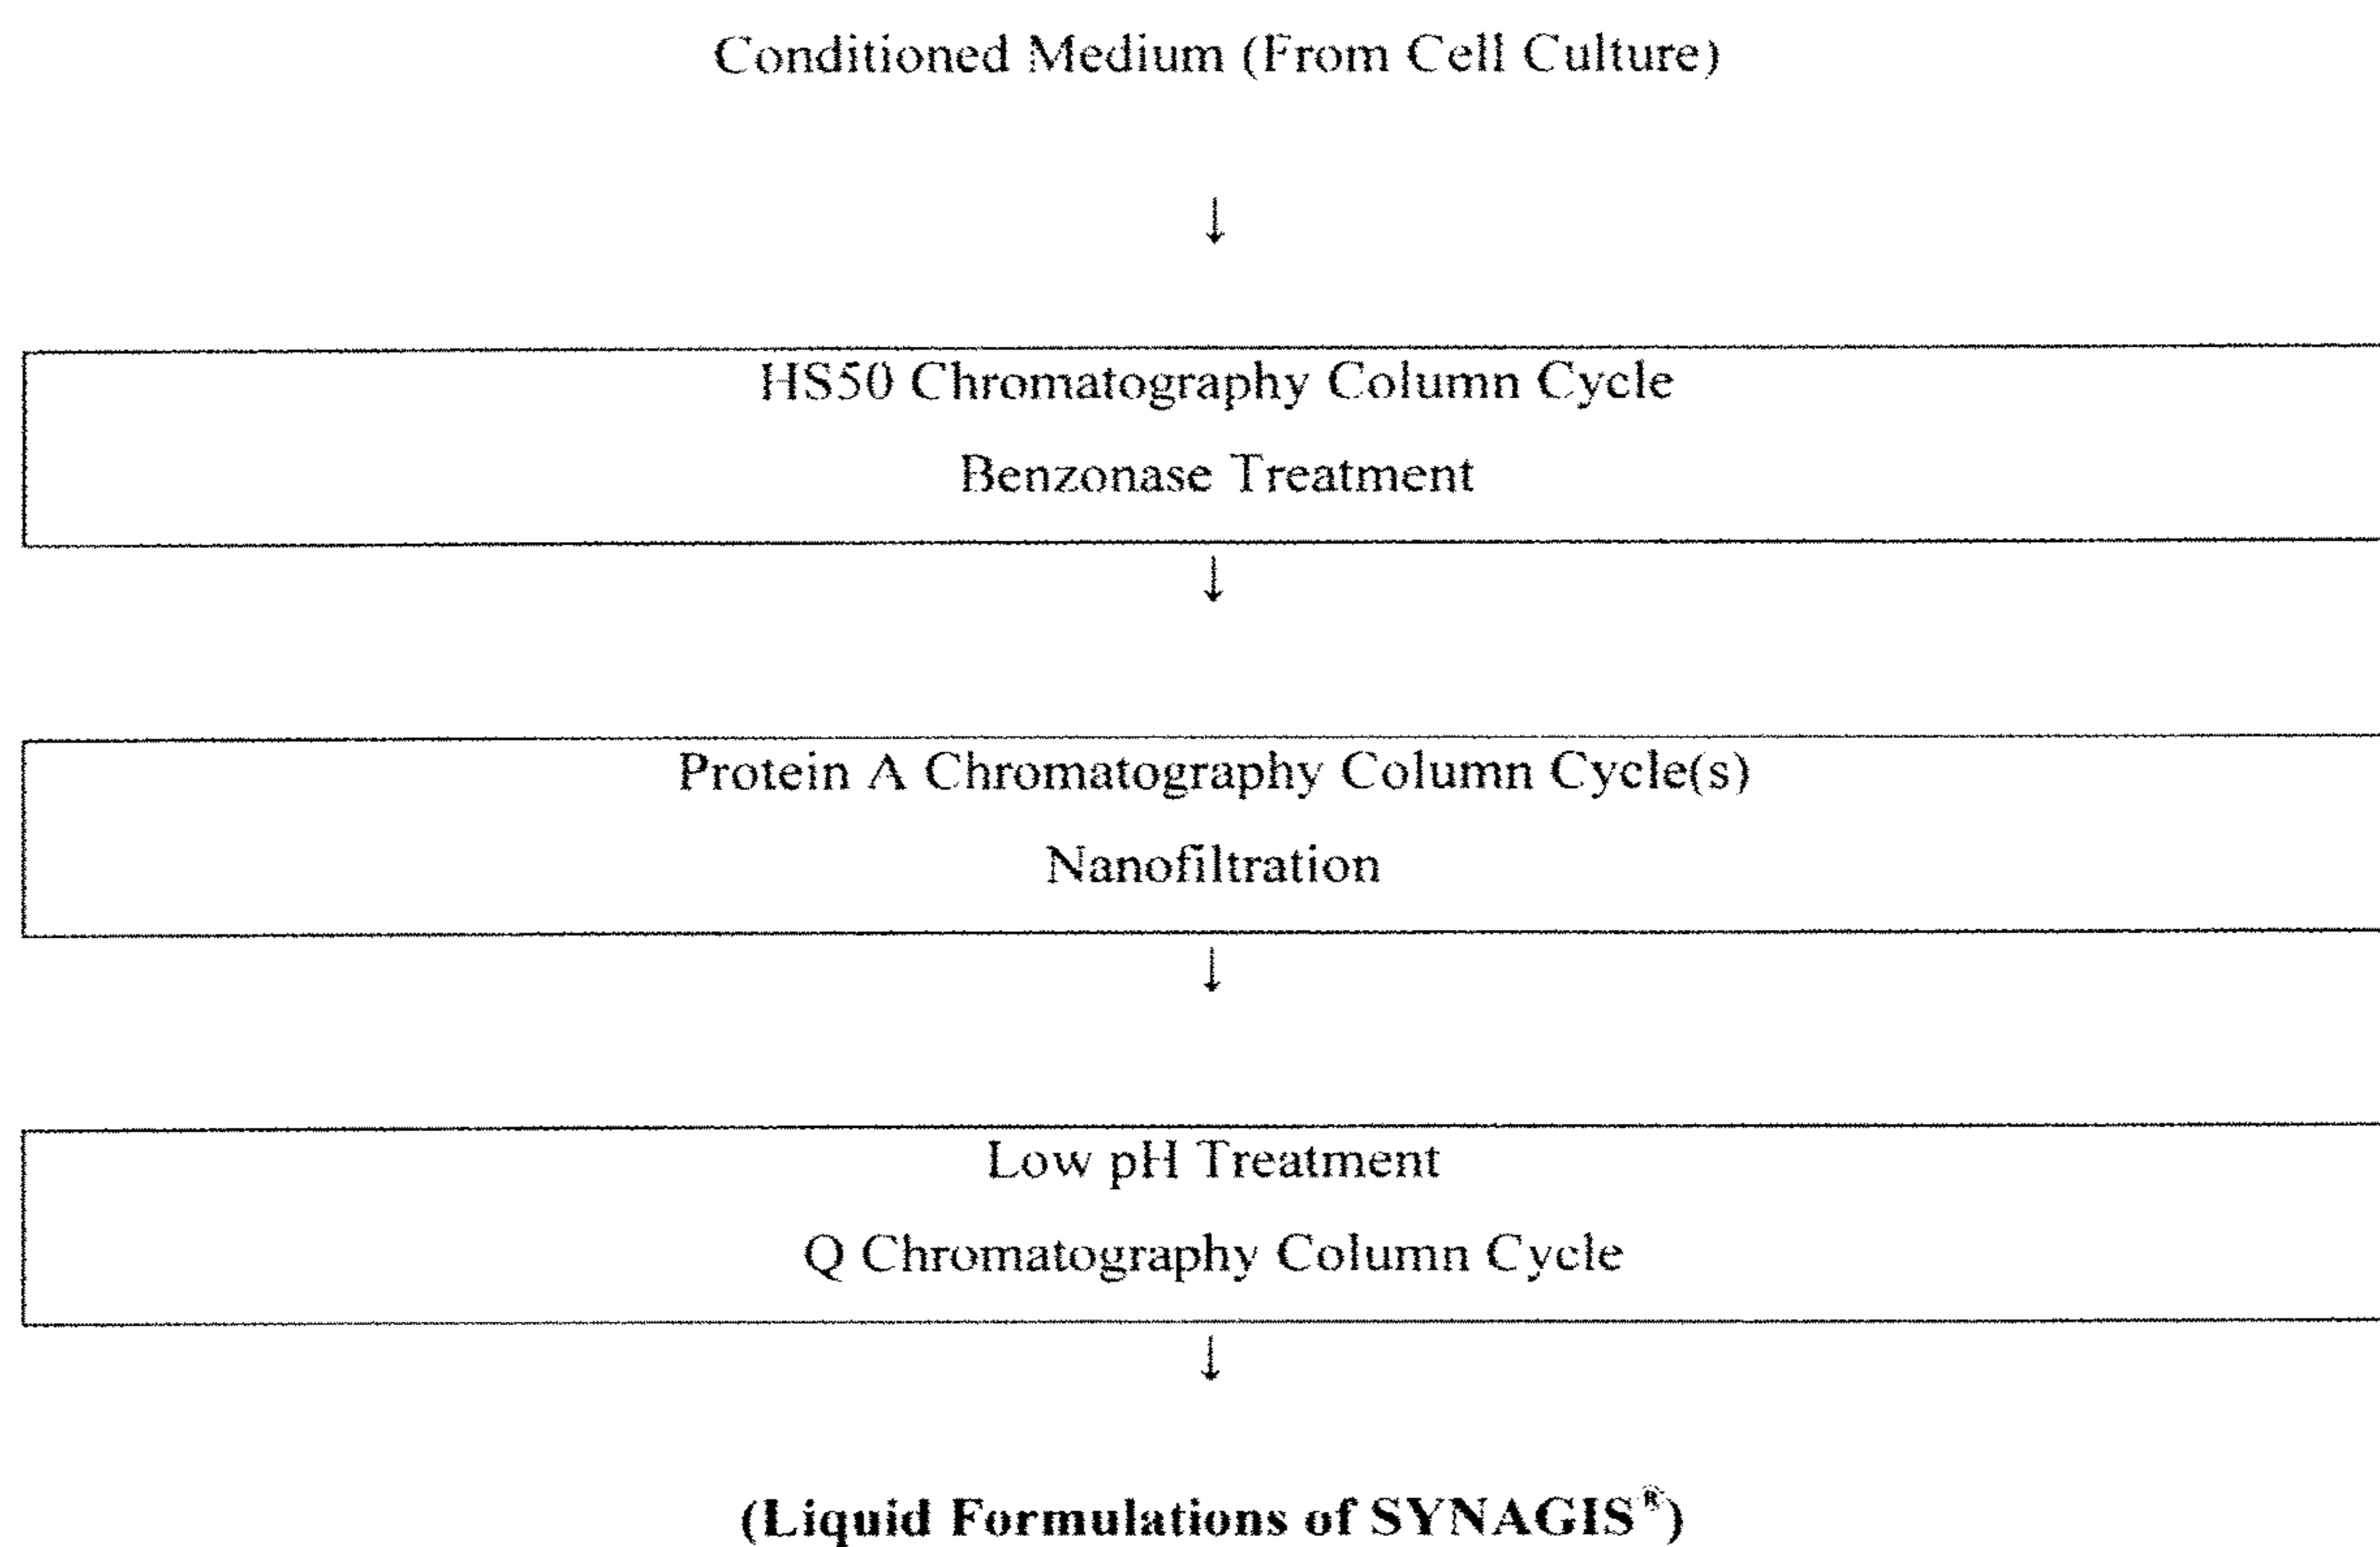 Conditioned Medium (From Cell Culture)
↓
HS50 Chromatography Column Cycle
Benzonase Treatment
↓
Protein A Chromatography Column Cycle(s)
Nanofiltration
↓
Low pH Treatment
Q Chromatography Column Cycle
↓
(Liquid Formulations of SYNAGIS®)